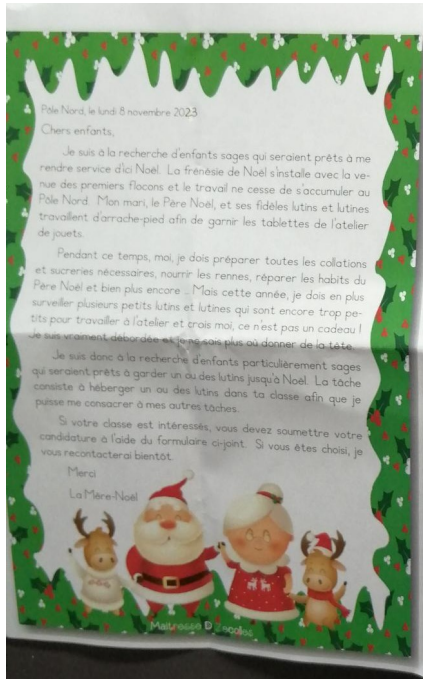 Pôle Nord, le lundi 8 novembre 2023
Chers enfants,
Je suis à la recherche d'enfants sages qui seraient prêts à me
rendre service d'ici Noël. La frénésie de Noël s'installe avec la ve-
nue des premiers flocons et le travail ne cesse de s'accumuler au
Pôle Nord. Mon mari, le Père Noël, et ses fidèles lutins et lutines
travaillent d'arrache-pied afin de garnir les tablettes de l'atelier
de jouets.
Pendant ce temps, moi, je dois préparer toutes les collations
et sucreries nécessaires, nourrir les rennes, réparer les habits du
Père Noël et bien plus encore... Mais cette année, je dois en plus
surveiller plusieurs petits lutins et lutines qui sont encore trop pe-
tits pour travailler à l'atelier et crois moi, ce n'est pas un cadeau !
Je suis vraiment débordée et je ne sais plus où donner de la tête.
Je suis donc à la recherche d'enfants particulièrement sages
qui seraient prêts à garder un ou des lutins jusqu'à Noël. La tâche
consiste à héberger un ou des lutins dans ta classe afin que je
puisse me consacrer à mes autres tâches.
Si votre classe est intéressés, vous devez soumettre votre
candidature à l'aide du formulaire ci-joint. Si vous êtes choisi, je
vous recontacterai bientôt.
Merci
La Mère-Noël
Maitresse D